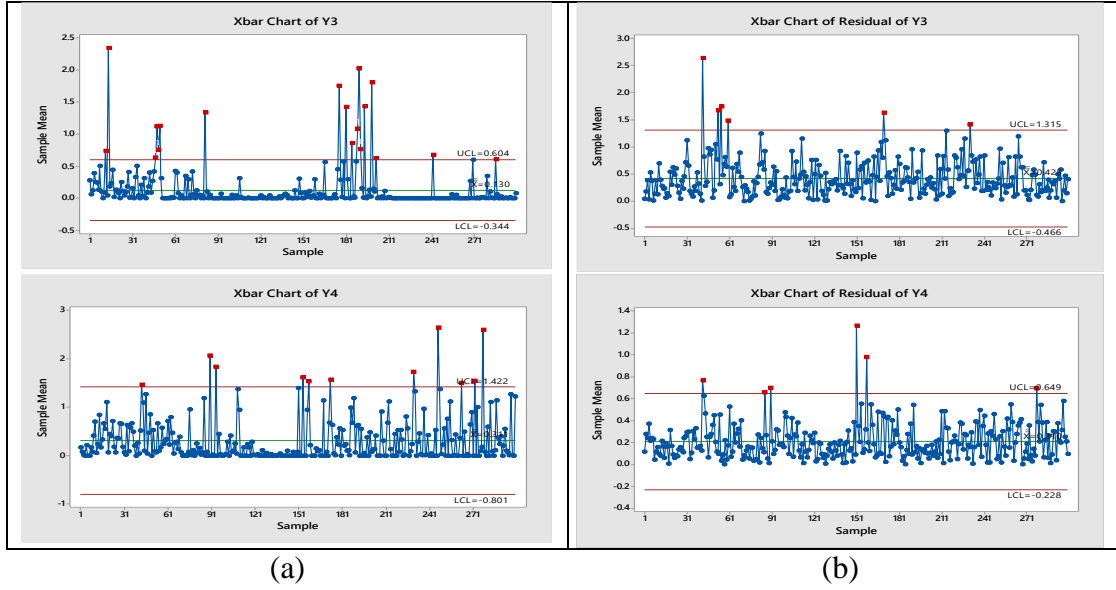 Xbar Chart of Y3
Sample Mean
2.5
2.0
1.5
1.0
0.5
0.0
-0.5
UCL=0.604
X=0.130
LCL=-0.344
1 31 61 91 121 151 181 211 241 271
Sample
Xbar Chart of Y4
Sample Mean
3
2
1
0
-1
UCL=1.422
LCL=-0.801
1 31 61 91 121 151 181 211 241 271
Sample
(a)
Xbar Chart of Residual of Y3
Sample Mean
3.0
2.5
2.0
1.5
1.0
0.5
0.0
-0.5
UCL=1.315
LCL=-0.466
1 31 61 91 121 151 181 211 241 271
Sample
Xbar Chart of Residual of Y4
Sample Mean
1.4
1.2
1.0
0.8
0.6
0.4
0.2
0.0
-0.2
-0.4
UCL=0.649
LCL=-0.228
1 31 61 91 121 151 181 211 241 271
Sample
(b)